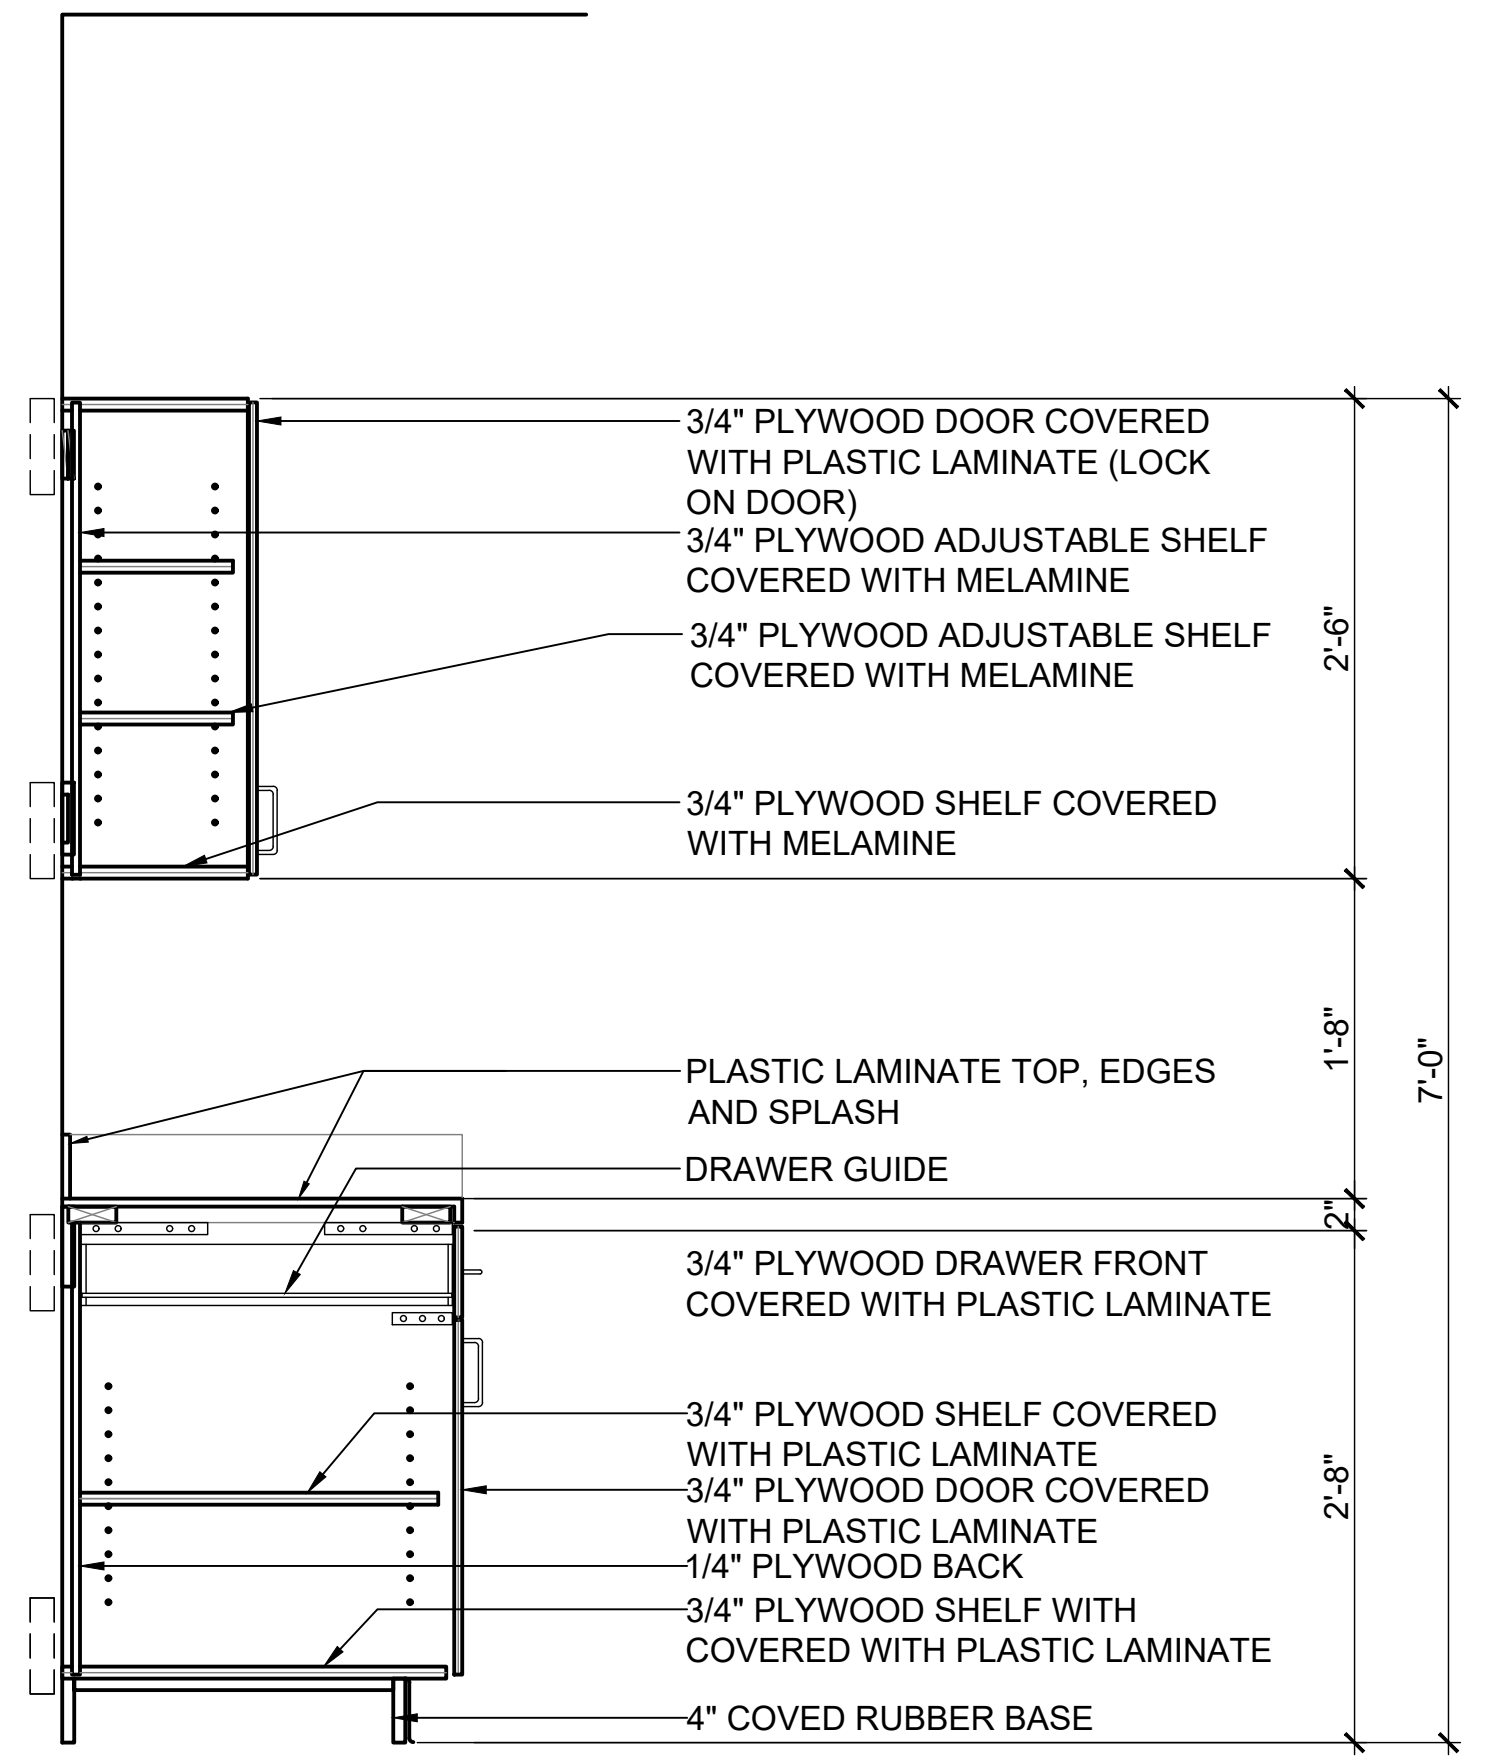 3/4" PLYWOOD DOOR COVERED
WITH PLASTIC LAMINATE (LOCK
ON DOOR)
3/4" PLYWOOD ADJUSTABLE SHELF
COVERED WITH MELAMINE
3/4" PLYWOOD ADJUSTABLE SHELF
COVERED WITH MELAMINE
3/4" PLYWOOD SHELF COVERED
WITH MELAMINE
PLASTIC LAMINATE TOP, EDGES
AND SPLASH
DRAWER GUIDE
3/4" PLYWOOD DRAWER FRONT
COVERED WITH PLASTIC LAMINATE
3/4" PLYWOOD SHELF COVERED
WITH PLASTIC LAMINATE
3/4" PLYWOOD DOOR COVERED
WITH PLASTIC LAMINATE
1/4" PLYWOOD BACK
3/4" PLYWOOD SHELF WITH
COVERED WITH PLASTIC LAMINATE
4" COVED RUBBER BASE
2'-6"
1'-8"
2"
2'-8"
7'-0"